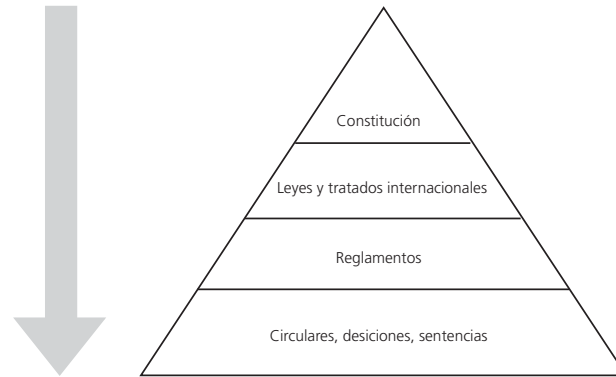 Constitución
Leyes y tratados internacionales
Reglamentos
Circulares, desiciones, sentencias